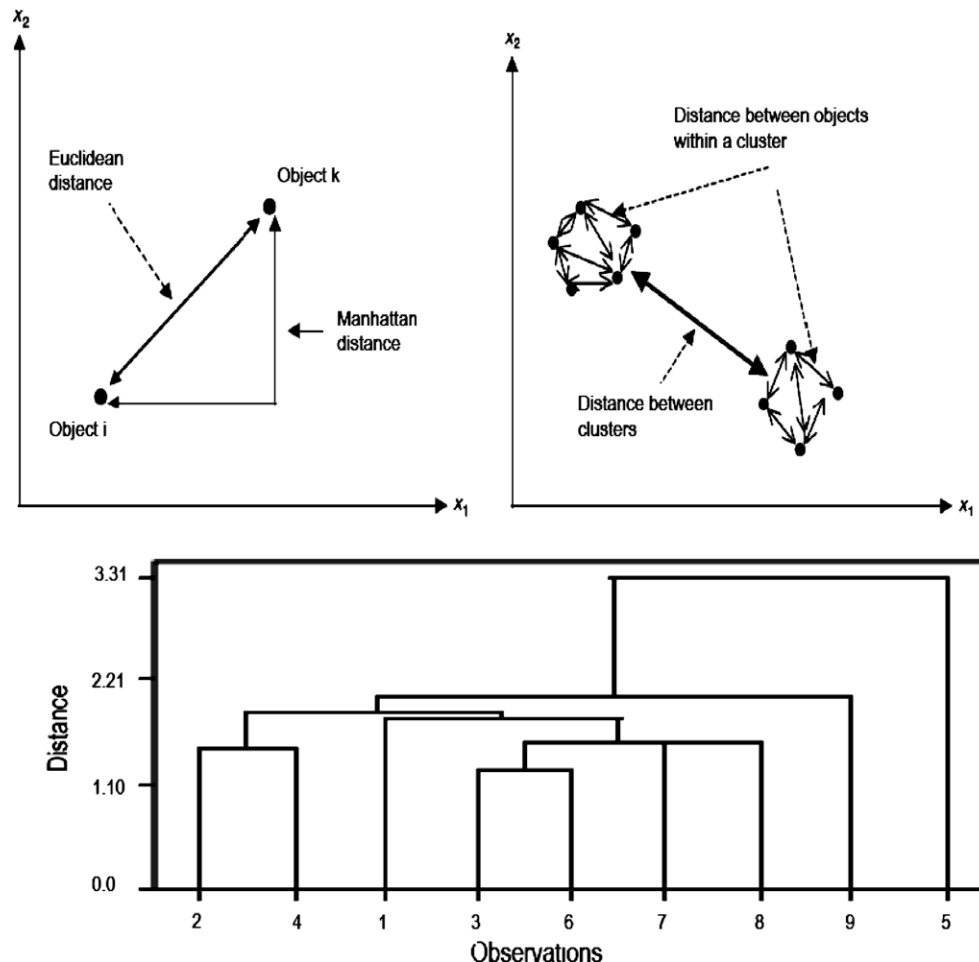 x₂
Euclidean
distance
Object k
Manhattan
distance
Object i
x₁
x₂
Distance between objects
within a cluster
Distance between
clusters
x₁
Distance
3.31
2.21
1.10
0.0
2 4 1 3 6 7 8 9 5
Observations